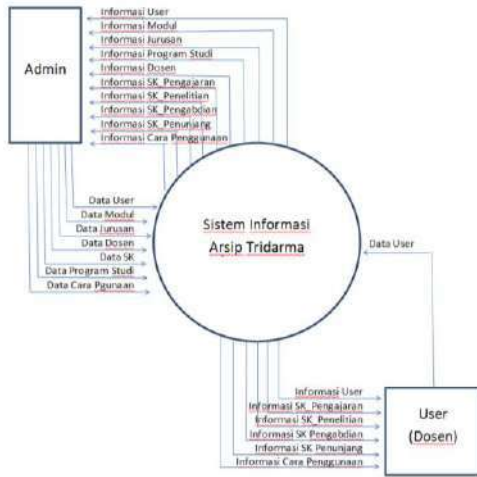 Informasi User
Informasi Modul
Informasi Jurusan
Informasi Program Studi
Informasi Dosen
Informasi SK_Pengajaran
Informasi SK_Penelitian
Informasi SK_Pengabdian
Informasi SK_Penunjang
Informasi Cara Penggunaan
Admin
Data User
Data Modul
Data Jurusan
Data Dosen
Data SK
Data Program Studi
Data Cara Pgunaan
Sistem Informasi
Arsip Tridarma
Data User
Informasi User
Informasi SK_Pengajaran
Informasi SK_Penelitian
Informasi SK Pengabdian
Informasi SK Penunjang
Informasi Cara Penggunaan
User
(Dosen)